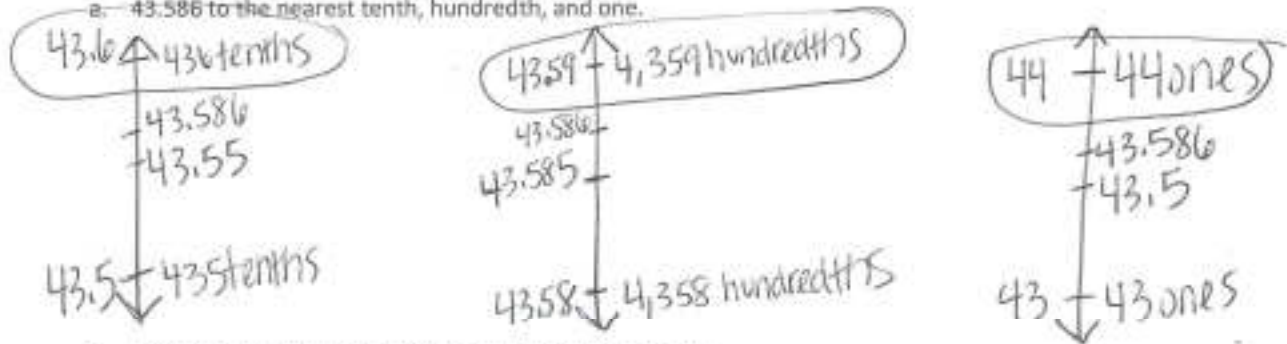 a. 43.586 to the nearest tenth, hundredth, and one.
43.6 436 tenths
43.586
43.55
43.5 435 tenths
43.59 4,359 hundredths
43.586
43.585
43.58 4,358 hundredths
44 44 ones
43.586
43.5
43 43 ones